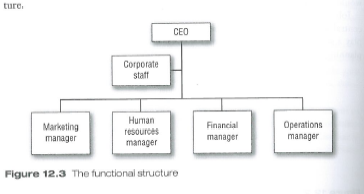 ture.
CEO
Corporate
staff
Marketing
manager
Human
resources
manager
Financial
manager
Operations
manager
Figure 12.3 The functional structure